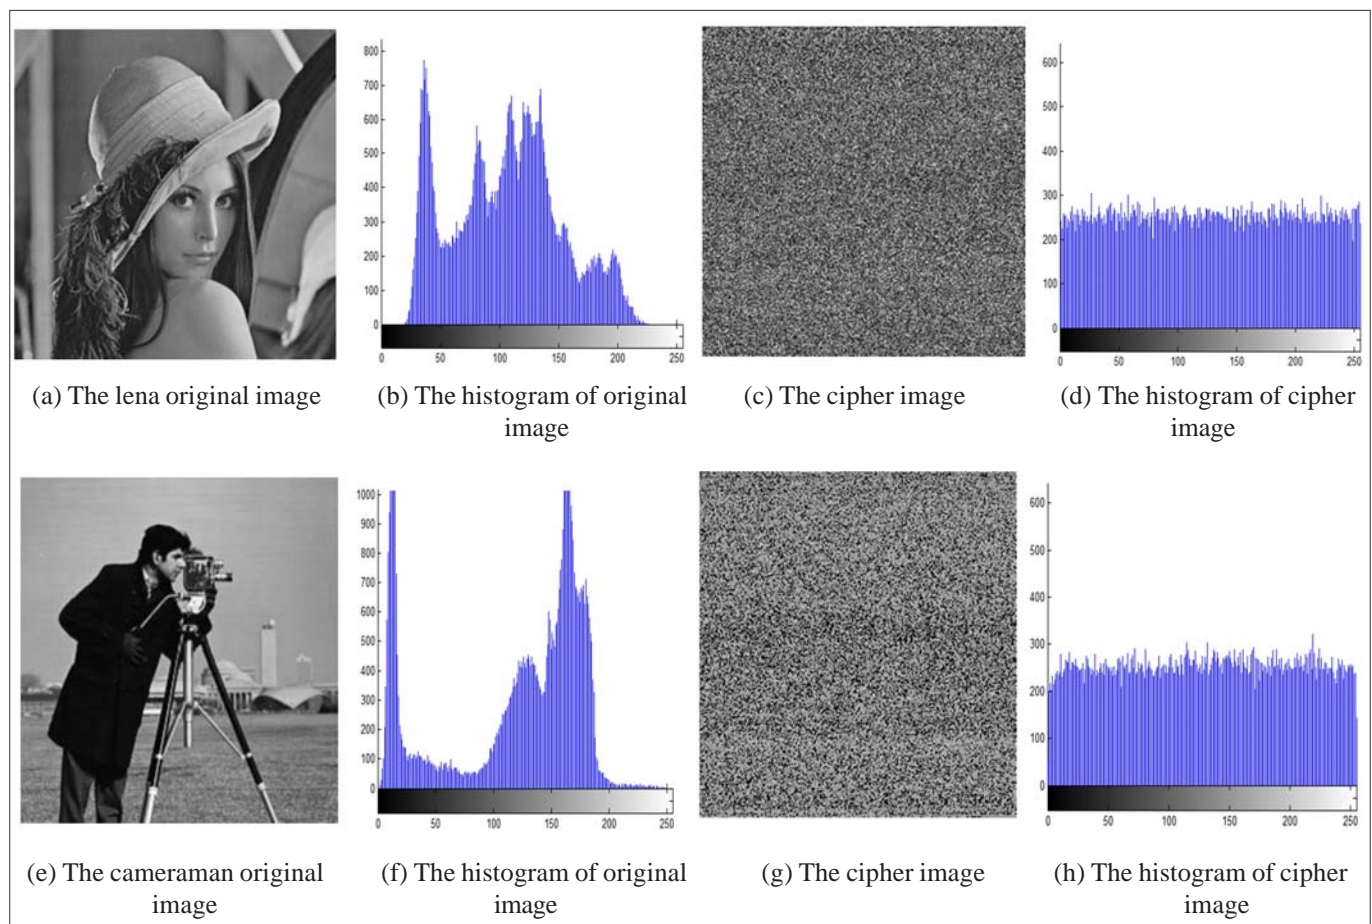 800
700
600
500
400
300
200
100
0
0 50 100 150 200 250
600
500
400
300
200
100
0
0 50 100 150 200 250
(a) The lena original image
(b) The histogram of original
image
(c) The cipher image
(d) The histogram of cipher
image
1000
900
800
700
600
500
400
300
200
100
0
0 50 100 150 200 250
600
500
400
300
200
100
0
0 50 100 150 200 250
(e) The cameraman original
image
(f) The histogram of original
image
(g) The cipher image
(h) The histogram of cipher
image